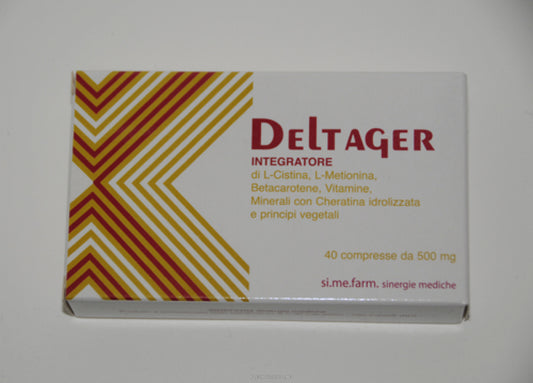 DELTAGER
INTEGRATORE
di L-Cistina, L-Metionina,
Betacarotene, Vitamine,
Minerali con Cheratina idrolizzata
e principi vegetali
40 compresse da 500 mg
si.me.farm. sinergie mediche